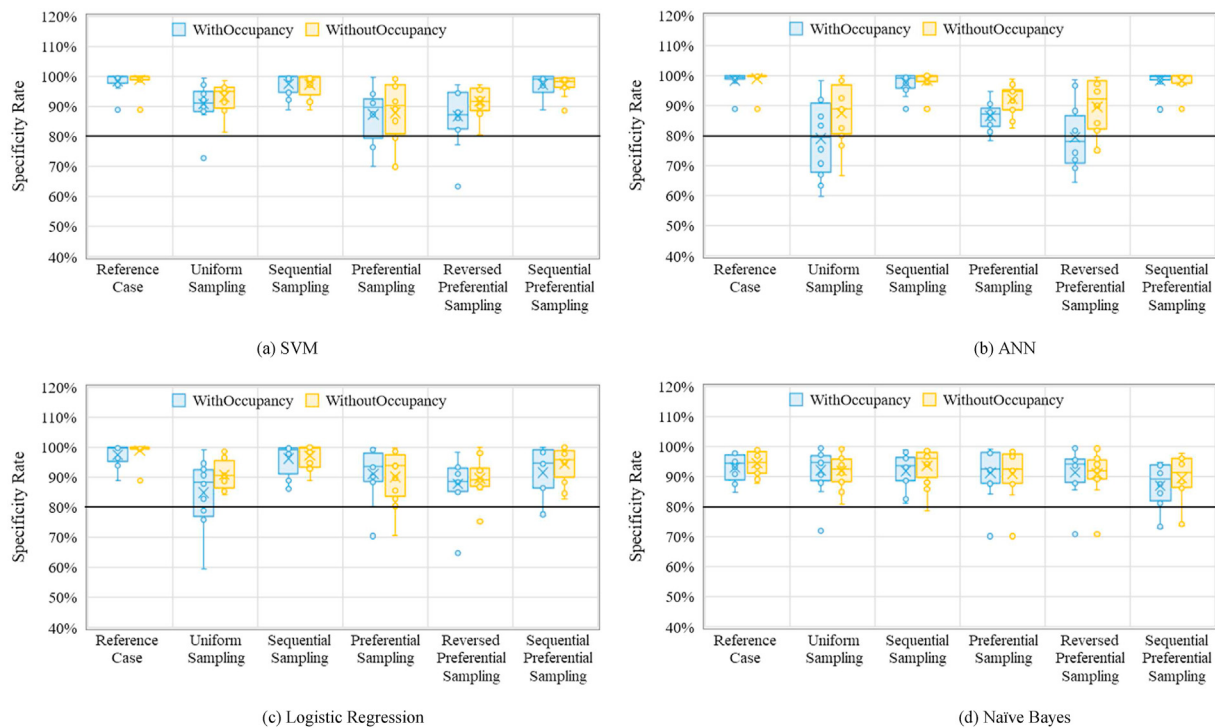 120%
110%
100%
90%
80%
70%
60%
50%
40%
Specificity Rate
WithOccupancy WithoutOccupancy
Reference Uniform Sequential Preferential Reversed Sequential
Case Sampling Sampling Sampling Preferential Preferential
Sampling Sampling
(a) SVM
120%
110%
100%
90%
80%
70%
60%
50%
40%
Specificity Rate
WithOccupancy WithoutOccupancy
Reference Uniform Sequential Preferential Reversed Sequential
Case Sampling Sampling Sampling Preferential Preferential
Sampling Sampling
(b) ANN
120%
110%
100%
90%
80%
70%
60%
50%
40%
Specificity Rate
WithOccupancy WithoutOccupancy
Reference Uniform Sequential Preferential Reversed Sequential
Case Sampling Sampling Sampling Preferential Preferential
Sampling Sampling
(c) Logistic Regression
120%
110%
100%
90%
80%
70%
60%
50%
40%
Specificity Rate
WithOccupancy WithoutOccupancy
Reference Uniform Sequential Preferential Reversed Sequential
Case Sampling Sampling Sampling Preferential Preferential
Sampling Sampling
(d) Naïve Bayes